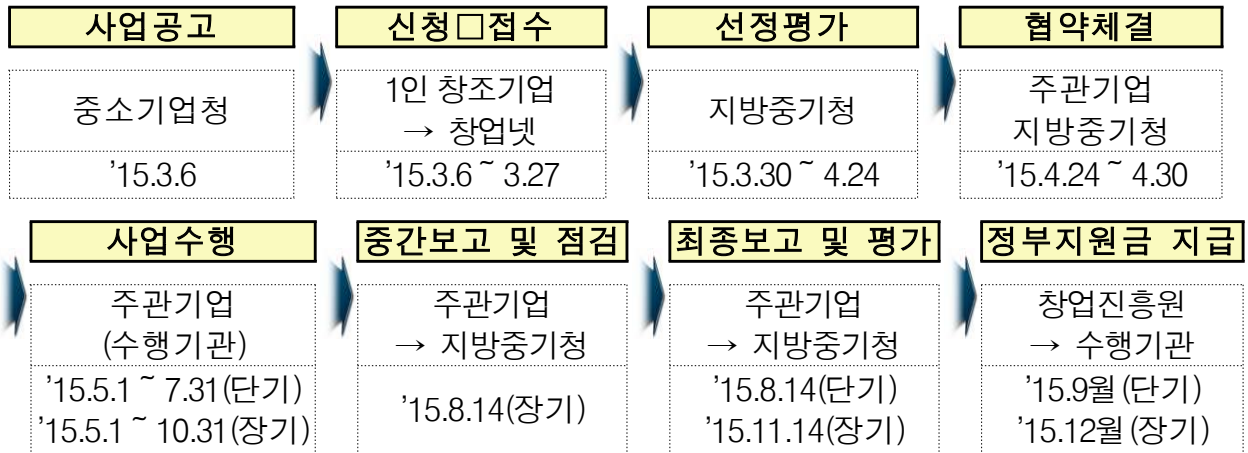 사업공고
신청□접수
선정평가
협약체결
중소기업청
1인 창조기업
→ 창업넷
지방중기청
주관기업
지방중기청
’15.3.6
’15.3.6 ~ 3.27
’15.3.30 ~ 4.24
’15.4.24 ~ 4.30
사업수행
중간보고 및 점검
최종보고 및 평가
정부지원금 지급
주관기업
(수행기관)
주관기업
→ 지방중기청
주관기업
→ 지방중기청
창업진흥원
→ 수행기관
’15.5.1 ~ 7.31(단기)
’15.5.1 ~ 10.31(장기)
’15.8.14(장기)
’15.8.14(단기)
’15.11.14(장기)
’15.9월(단기)
’15.12월(장기)